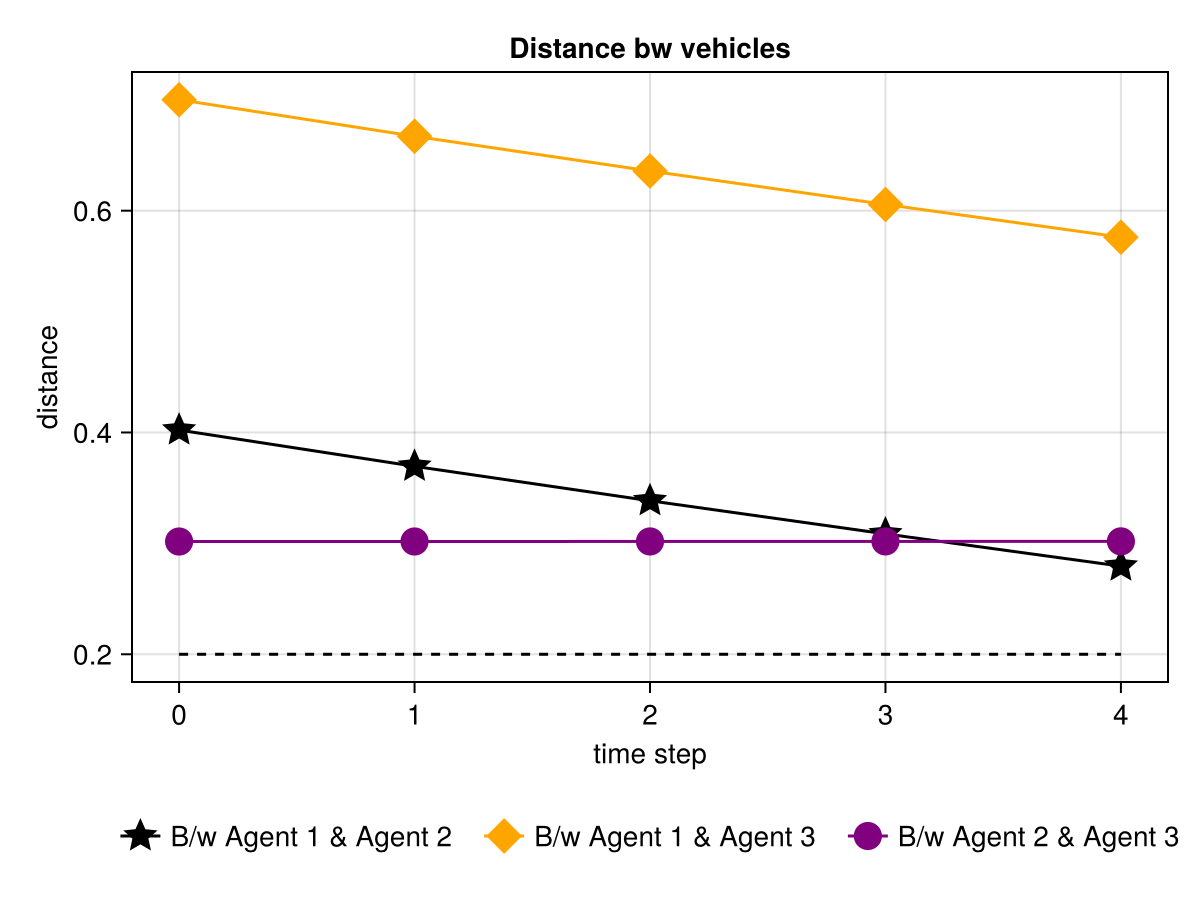 Distance bw vehicles
distance
0.6
0.4
0.2
0 1 2 3 4
time step
B/w Agent 1 & Agent 2 B/w Agent 1 & Agent 3 B/w Agent 2 & Agent 3